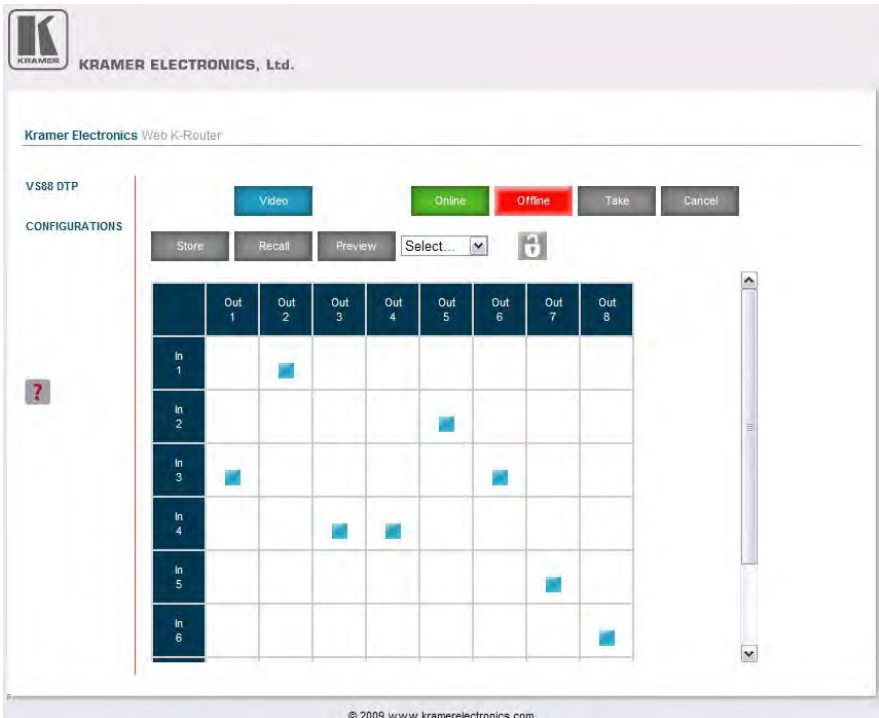 KRAMER
KRAMER ELECTRONICS, Ltd.
Kramer Electronics Web K-Router
VS88 DTP
CONFIGURATIONS
?
Video
Online
Offline
Take
Cancel
Store
Recall
Preview
Select...
Out 1
Out 2
Out 3
Out 4
Out 5
Out 6
Out 7
Out 8
In 1
In 2
In 3
In 4
In 5
In 6
© 2009 www.kramerelectronics.com